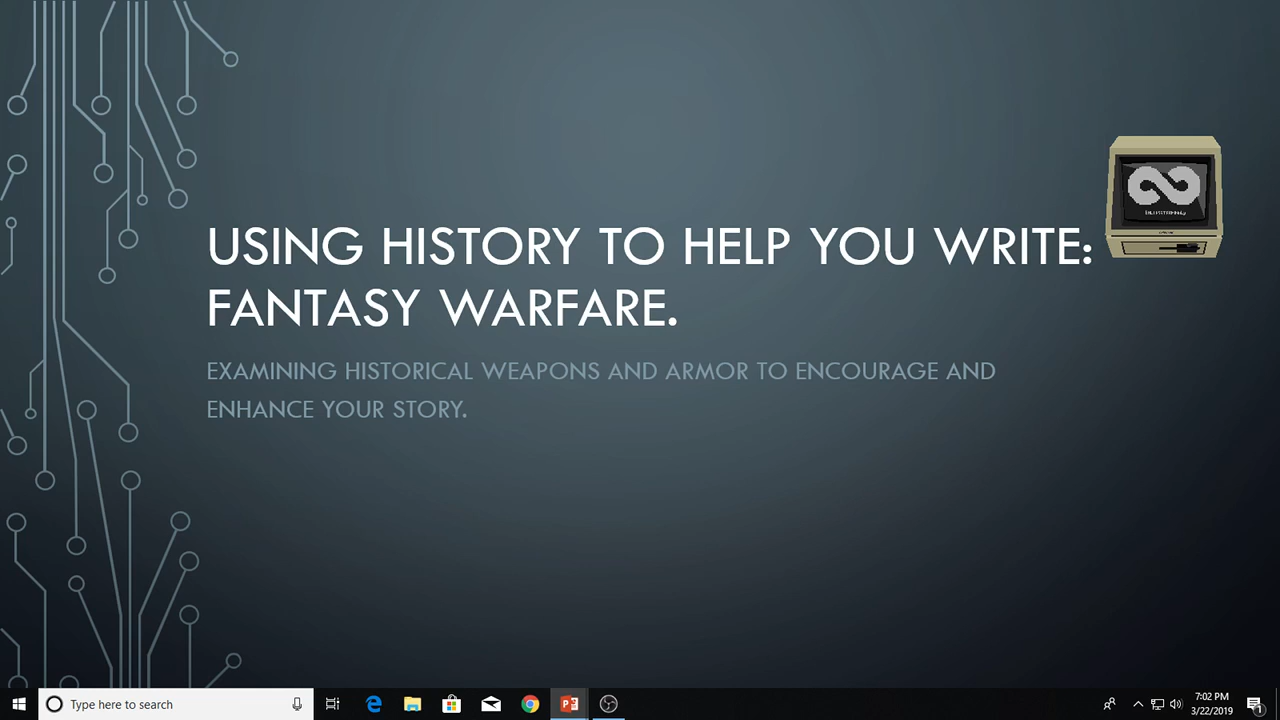 USING HISTORY TO HELP YOU WRITE:
FANTASY WARFARE.
EXAMINING HISTORICAL WEAPONS AND ARMOR TO ENCOURAGE AND
ENHANCE YOUR STORY.
Type here to search
7:02 PM
3/22/2019
1